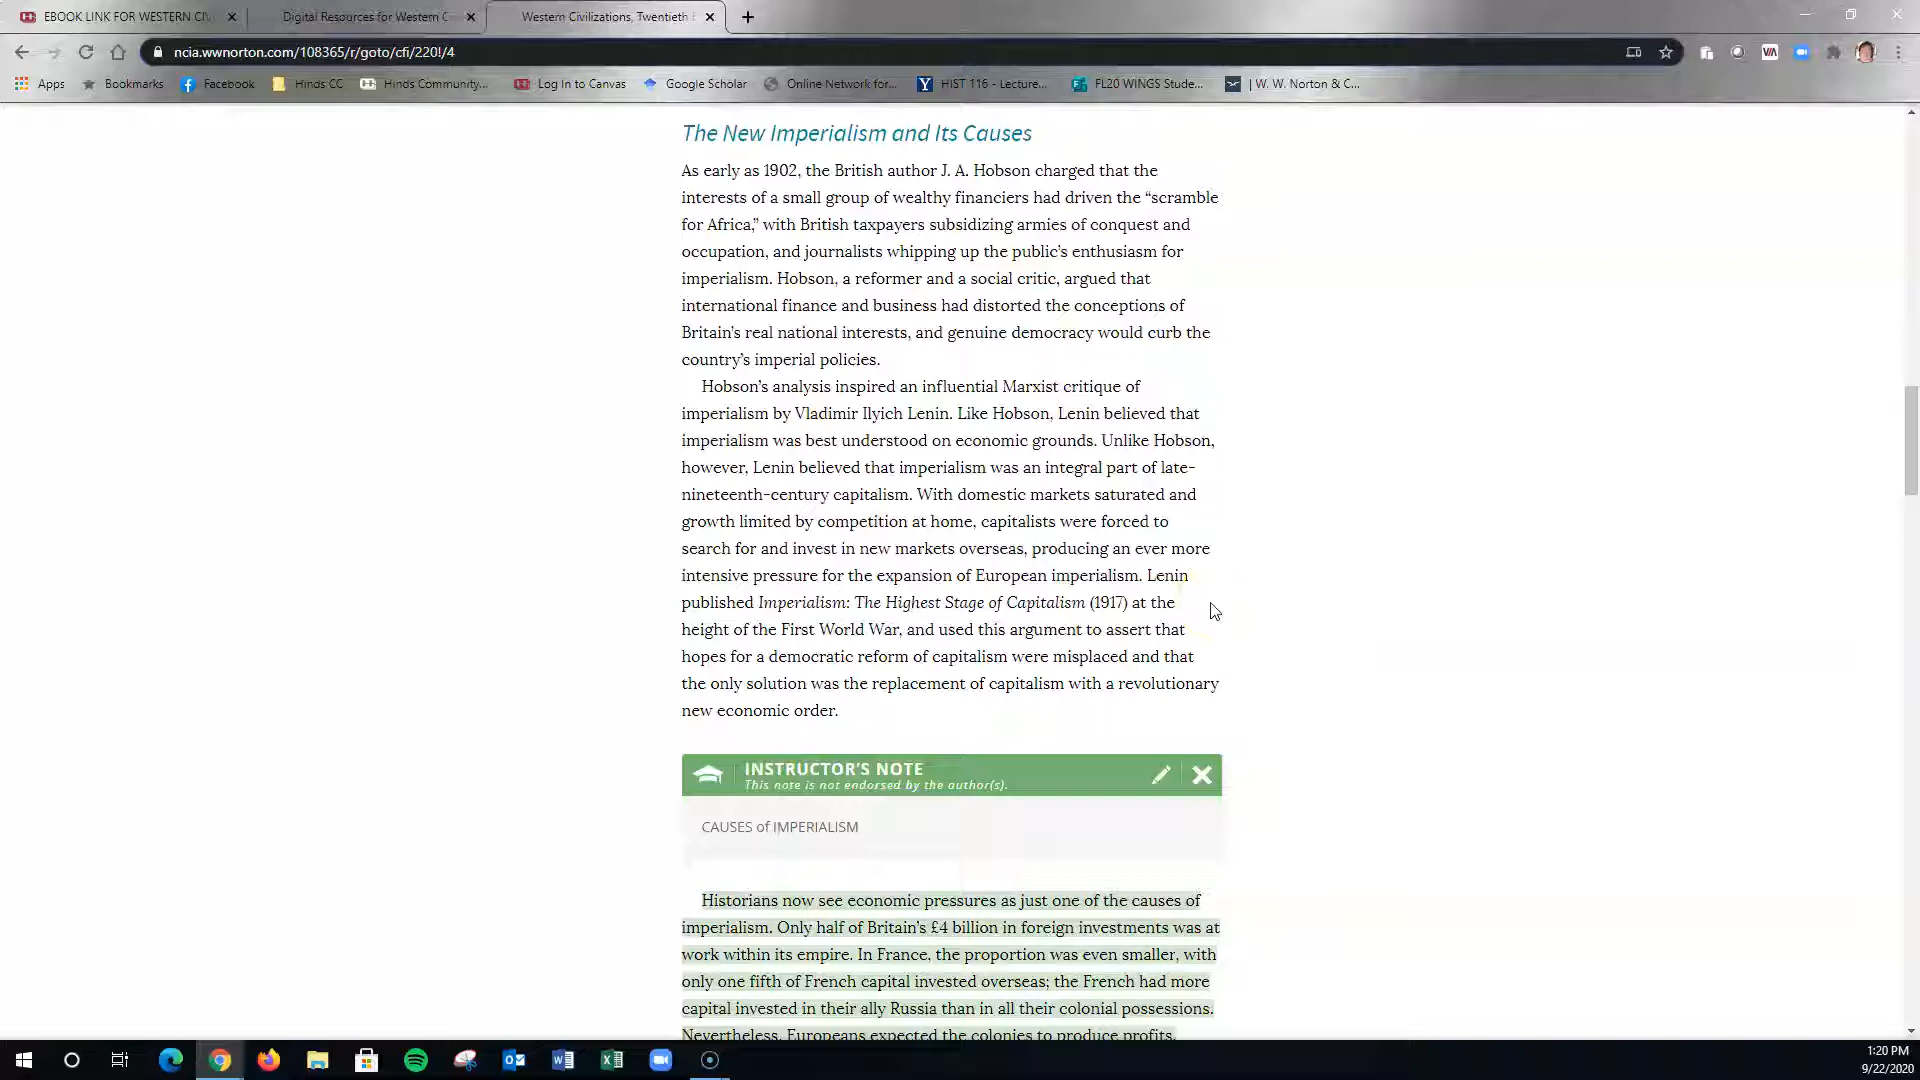 EBOOK LINK FOR WESTERN CIV
Digital Resources for Western C
Western Civilizations, Twentieth E
ncia.wwnorton.com/108365/r/goto/cfi/220!/4
Apps
Bookmarks
Facebook
Hinds CC
Hinds Community...
Log In to Canvas
Google Scholar
Online Network for...
HIST 116 - Lecture...
FL20 WINGS Stude...
| W. W. Norton & C...
The New Imperialism and Its Causes
As early as 1902, the British author J. A. Hobson charged that the
interests of a small group of wealthy financiers had driven the “scramble
for Africa,” with British taxpayers subsidizing armies of conquest and
occupation, and journalists whipping up the public’s enthusiasm for
imperialism. Hobson, a reformer and a social critic, argued that
international finance and business had distorted the conceptions of
Britain’s real national interests, and genuine democracy would curb the
country’s imperial policies.
Hobson’s analysis inspired an influential Marxist critique of
imperialism by Vladimir Ilyich Lenin. Like Hobson, Lenin believed that
imperialism was best understood on economic grounds. Unlike Hobson,
however, Lenin believed that imperialism was an integral part of late-
nineteenth-century capitalism. With domestic markets saturated and
growth limited by competition at home, capitalists were forced to
search for and invest in new markets overseas, producing an ever more
intensive pressure for the expansion of European imperialism. Lenin
published Imperialism: The Highest Stage of Capitalism (1917) at the
height of the First World War, and used this argument to assert that
hopes for a democratic reform of capitalism were misplaced and that
the only solution was the replacement of capitalism with a revolutionary
new economic order.
INSTRUCTOR'S NOTE
This note is not endorsed by the author(s).
CAUSES of IMPERIALISM
Historians now see economic pressures as just one of the causes of
imperialism. Only half of Britain’s £4 billion in foreign investments was at
work within its empire. In France, the proportion was even smaller, with
only one fifth of French capital invested overseas; the French had more
capital invested in their ally Russia than in all their colonial possessions.
Nevertheless, Europeans expected the colonies to produce profits.
1:20 PM
9/22/2020